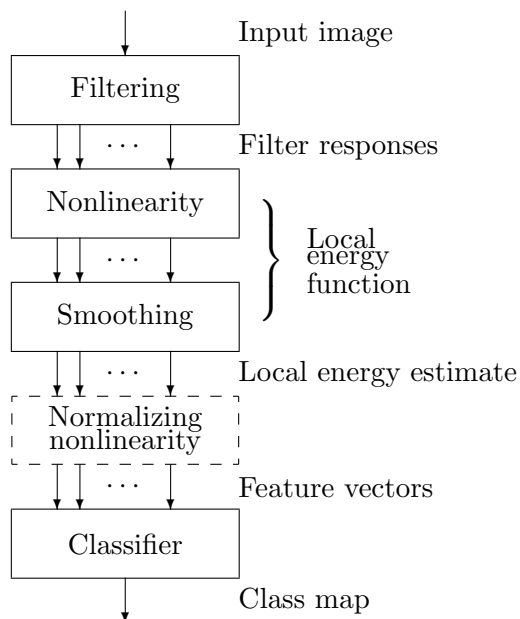 Input image
Filtering
· · ·
Filter responses
Nonlinearity
· · ·
Local
energy
function
Smoothing
· · ·
Local energy estimate
Normalizing
nonlinearity
· · ·
Feature vectors
Classifier
Class map